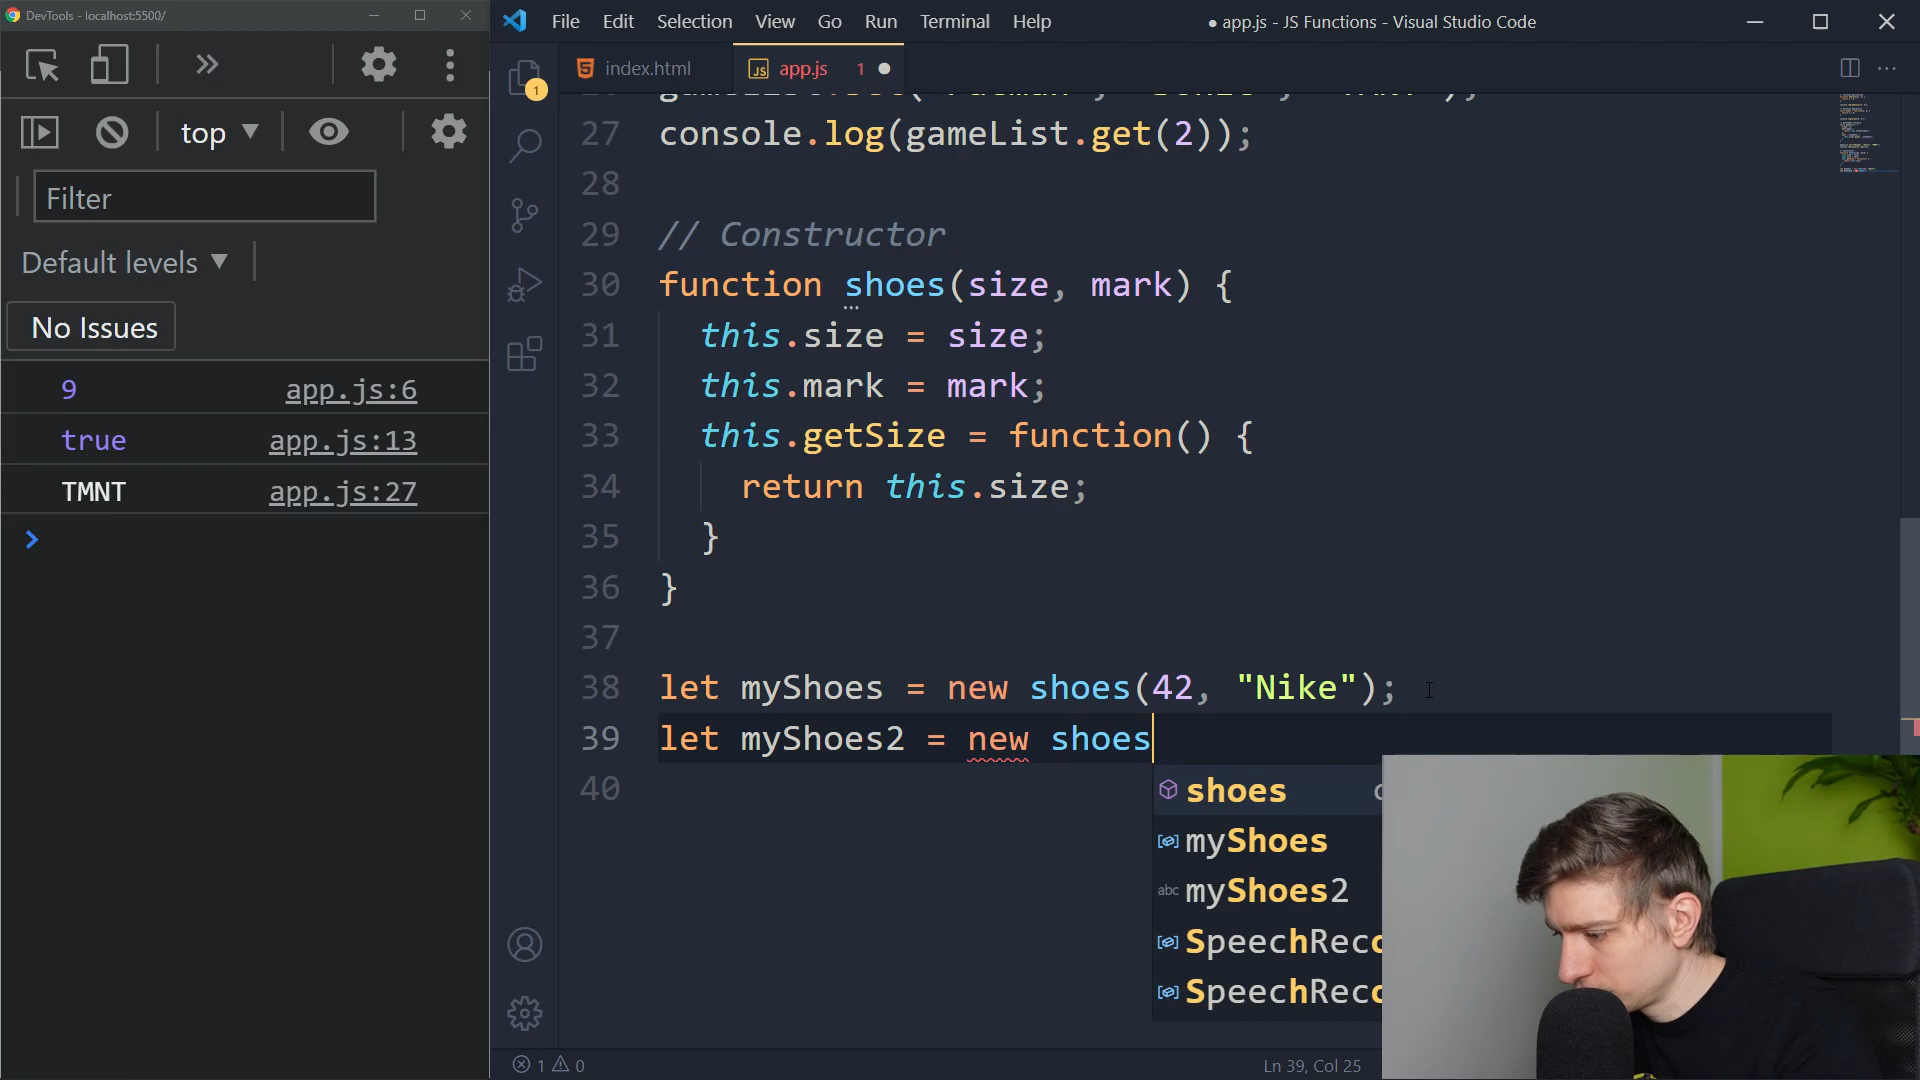 DevTools - localhost:5500/
top
Filter
Default levels
No Issues
9 app.js:6
true app.js:13
TMNT app.js:27
File Edit Selection View Go Run Terminal Help
● app.js - JS Functions - Visual Studio Code
index.html
JS app.js 1
1
27 console.log(gameList.get(2));
28
29 // Constructor
30 function shoes(size, mark) {
31 this.size = size;
32 this.mark = mark;
33 this.getSize = function() {
34 return this.size;
35 }
36 }
37
38 let myShoes = new shoes(42, "Nike");
39 let myShoes2 = new shoes
40
shoes
myShoes
abc myShoes2
SpeechRec
SpeechRec
1 0
Ln 39, Col 25